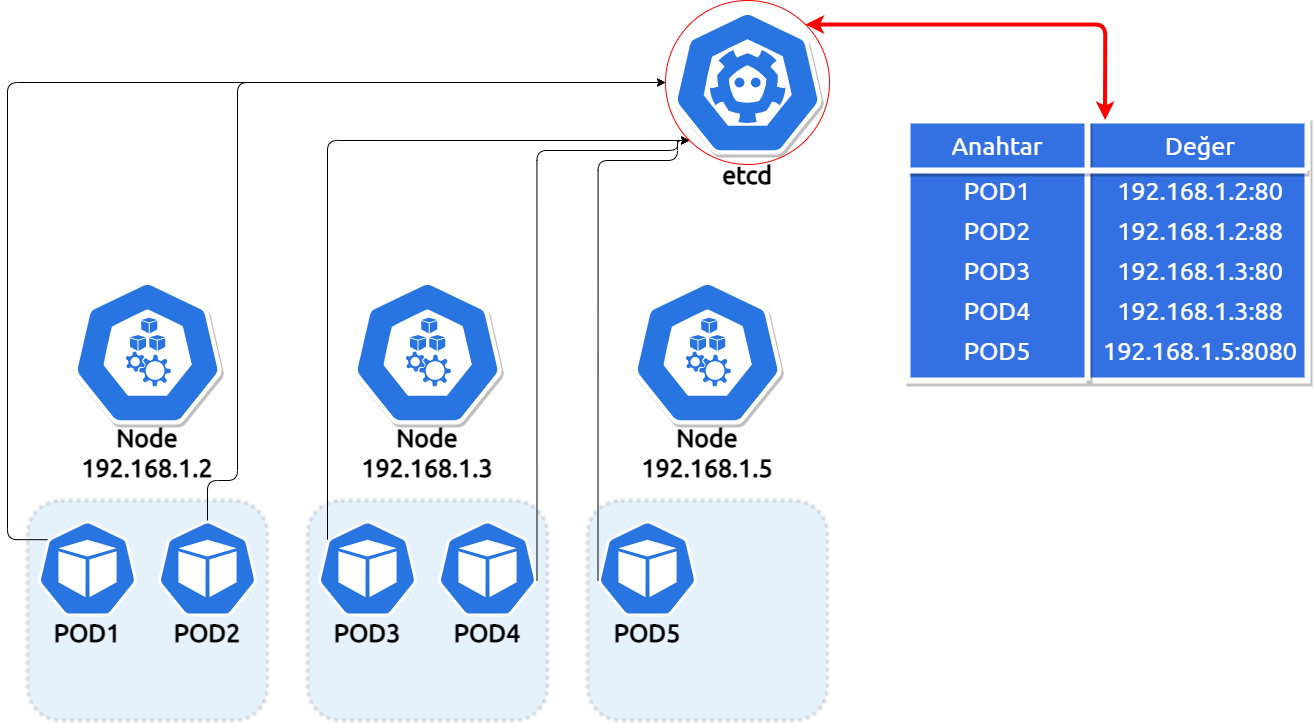 etcd
Anahtar Değer
POD1 192.168.1.2:80
POD2 192.168.1.2:88
POD3 192.168.1.3:80
POD4 192.168.1.3:88
POD5 192.168.1.5:8080
Node
192.168.1.2
Node
192.168.1.3
Node
192.168.1.5
POD1
POD2
POD3
POD4
POD5